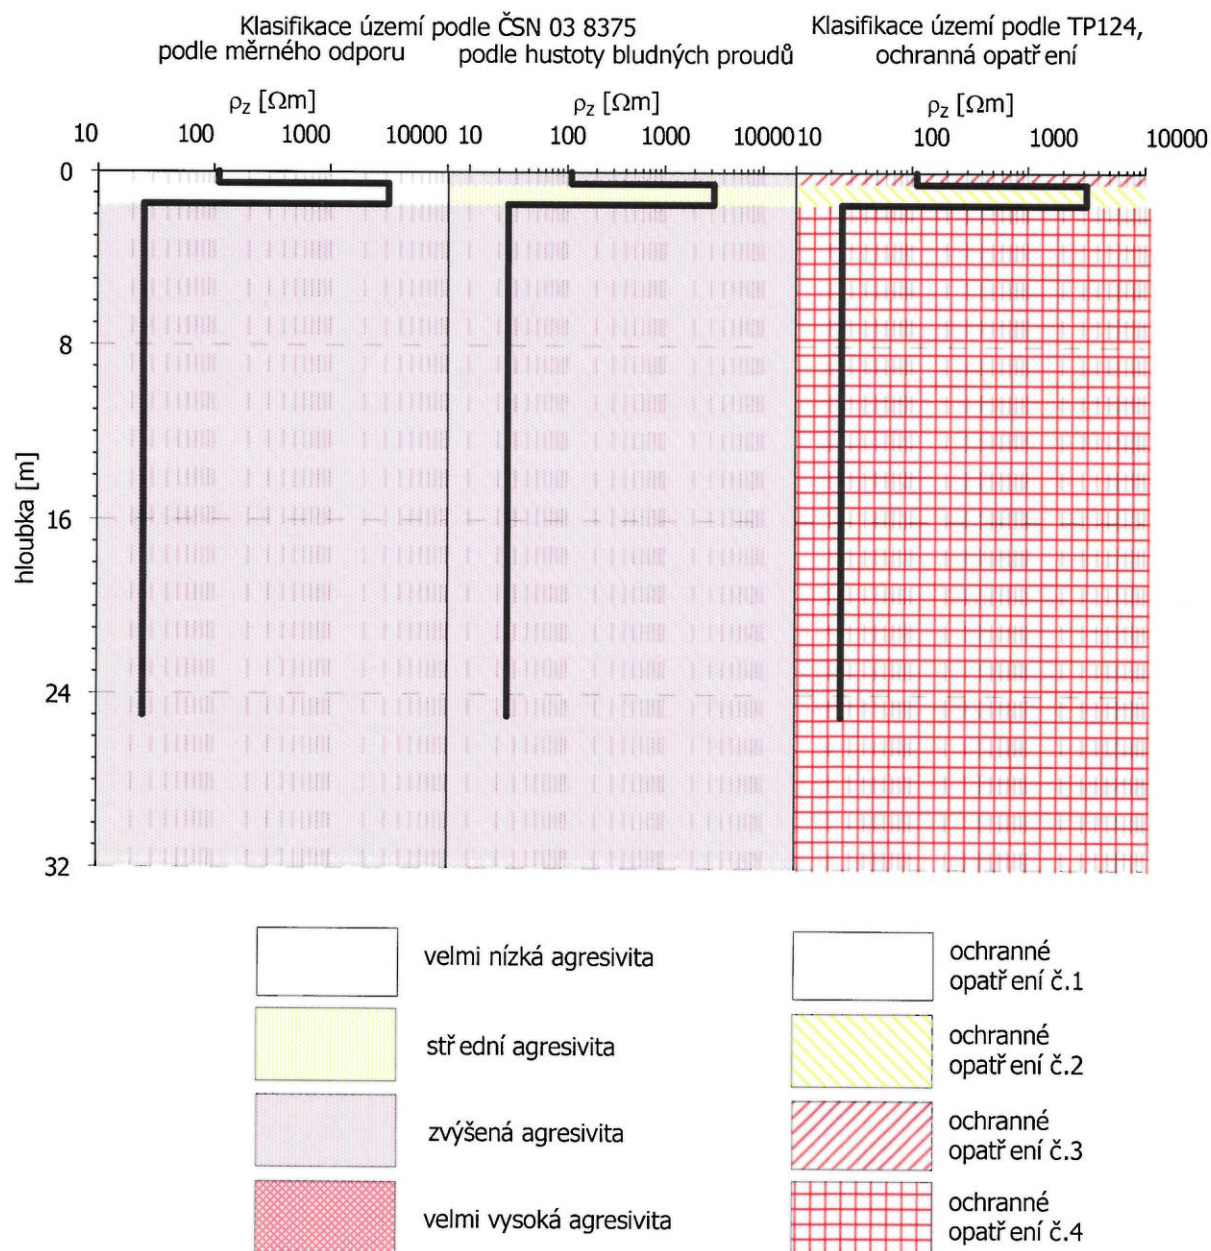 Klasifikace území podle ČSN 03 8375
podle měrného odporu
podle hustoty bludných proudů
Klasifikace území podle TP124,
ochranná opatření
ρz [Ωm]
ρz [Ωm]
ρz [Ωm]
10 100 1000 10000 10 100 1000 10000 10 100 1000 10000
0
8
16
24
32
hloubka [m]
velmi nízká agresivita
střední agresivita
zvýšená agresivita
velmi vysoká agresivita
ochranné
opatření č.1
ochranné
opatření č.2
ochranné
opatření č.3
ochranné
opatření č.4